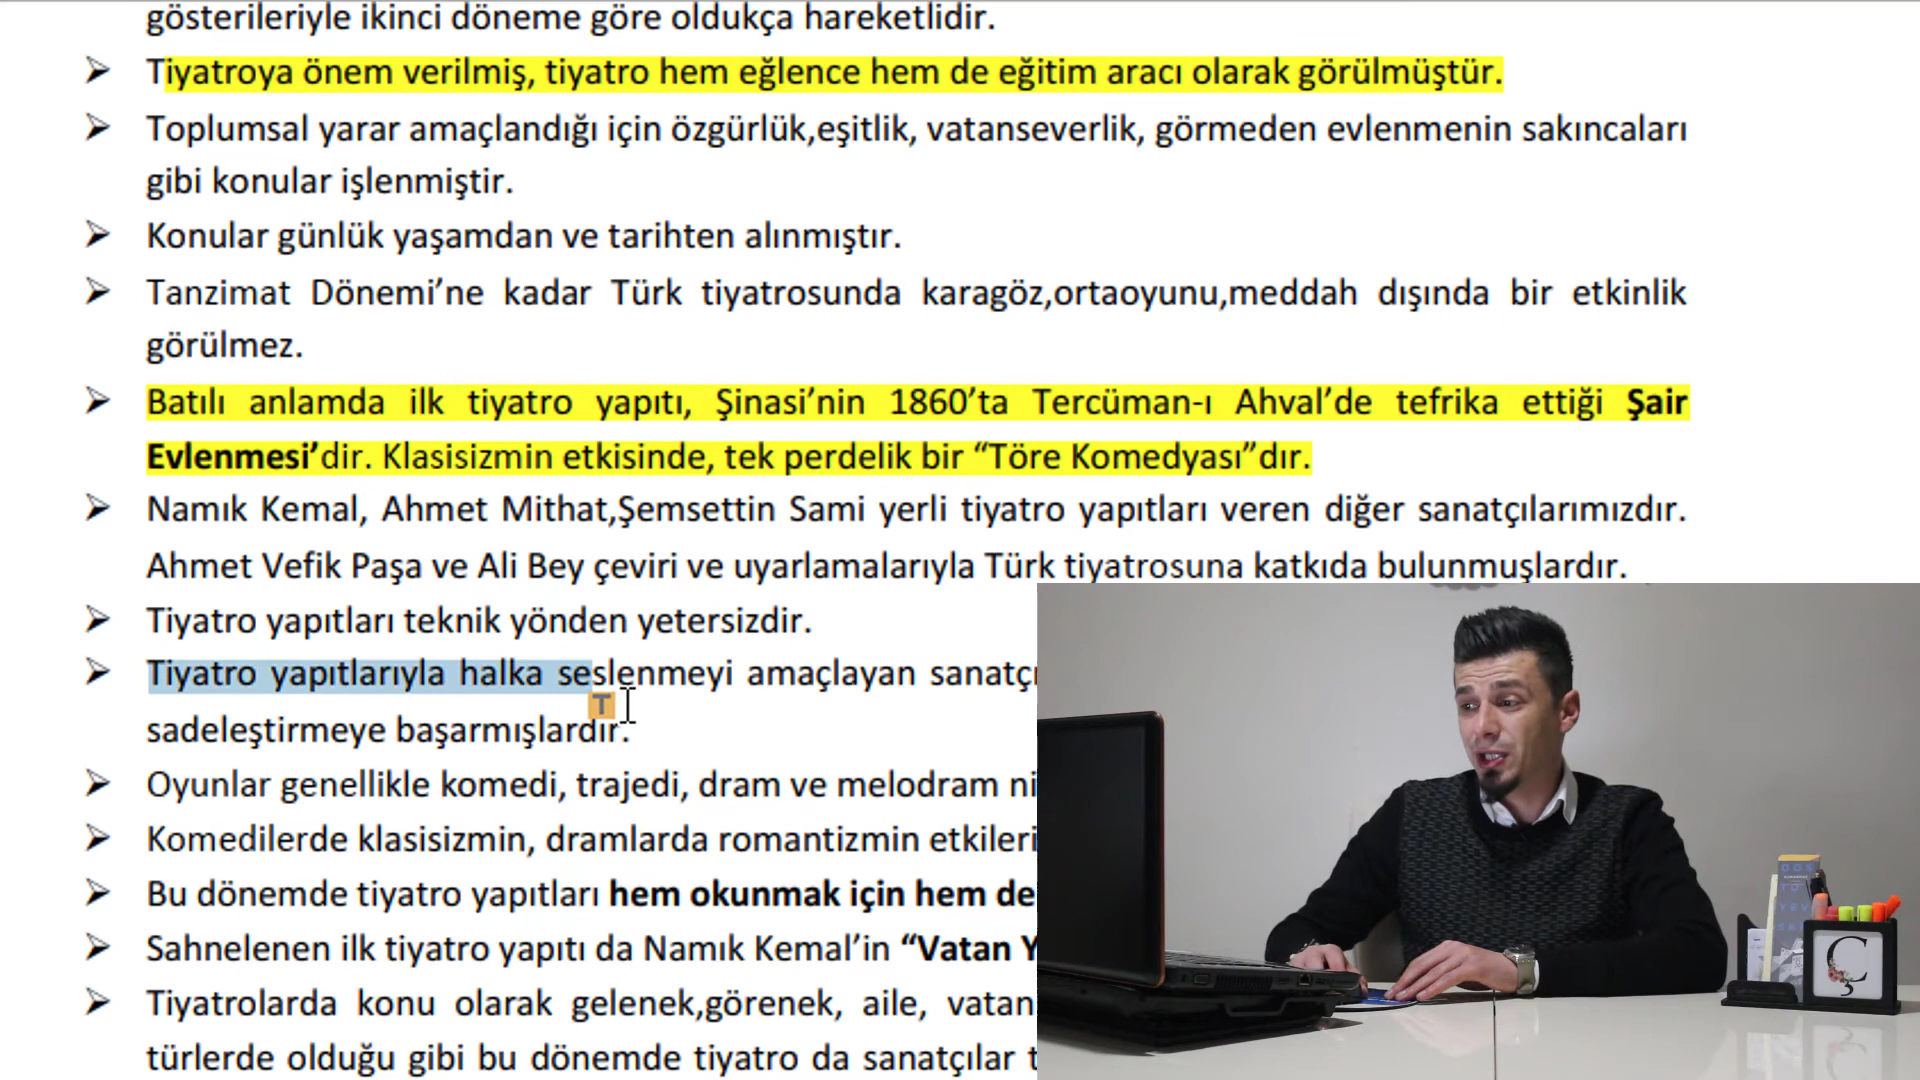 gösterileriyle ikinci döneme göre oldukça hareketlidir.
➢ Tiyatroya önem verilmiş, tiyatro hem eğlence hem de eğitim aracı olarak görülmüştür.
➢ Toplumsal yarar amaçlandığı için özgürlük,eşitlik, vatanseverlik, görmeden evlenmenin sakıncaları
gibi konular işlenmiştir.
➢ Konular günlük yaşamdan ve tarihten alınmıştır.
➢ Tanzimat Dönemi’ne kadar Türk tiyatrosunda karagöz,ortaoyunu,meddah dışında bir etkinlik
görülmez.
➢ Batılı anlamda ilk tiyatro yapıtı, Şinasi’nin 1860’ta Tercüman-ı Ahval’de tefrika ettiği Şair
Evlenmesi’dir. Klasisizmin etkisinde, tek perdelik bir “Töre Komedyası”dır.
➢ Namık Kemal, Ahmet Mithat,Şemsettin Sami yerli tiyatro yapıtları veren diğer sanatçılarımızdır.
Ahmet Vefik Paşa ve Ali Bey çeviri ve uyarlamalarıyla Türk tiyatrosuna katkıda bulunmuşlardır.
➢ Tiyatro yapıtları teknik yönden yetersizdir.
➢ Tiyatro yapıtlarıyla halka seslenmeyi amaçlayan sanatçı
T
sadeleştirmeye başarmışlardır.
➢ Oyunlar genellikle komedi, trajedi, dram ve melodram ni
➢ Komedilerde klasisizmin, dramlarda romantizmin etkileri
➢ Bu dönemde tiyatro yapıtları hem okunmak için hem de
➢ Sahnelenen ilk tiyatro yapıtı da Namık Kemal’in “Vatan Y
➢ Tiyatrolarda konu olarak gelenek,görenek, aile, vatan
türlerde olduğu gibi bu dönemde tiyatro da sanatçılar t
DOS
TO
YEV
SKİ
Ç